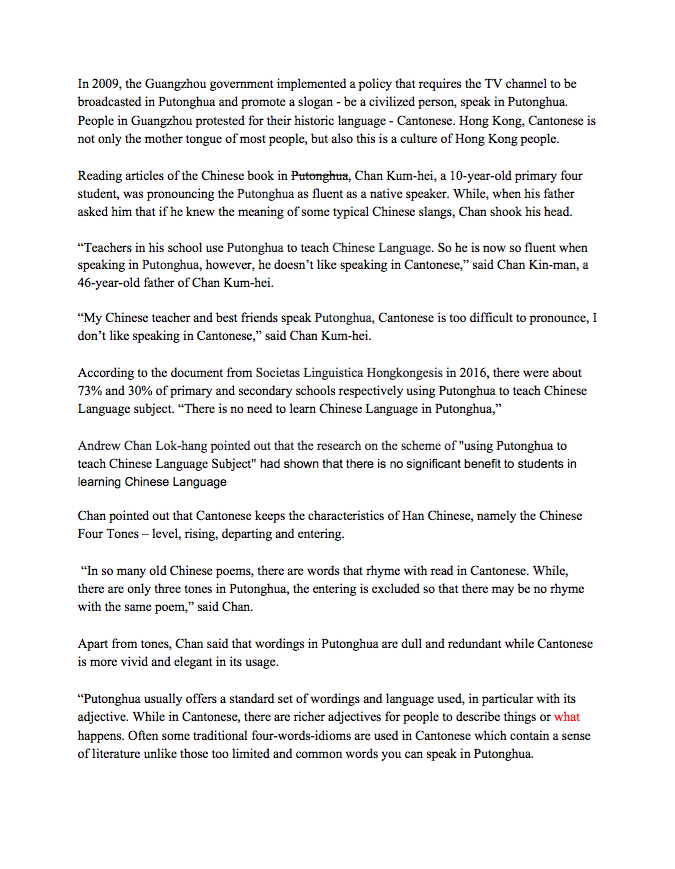 In 2009, the Guangzhou government implemented a policy that requires the TV channel to be
broadcasted in Putonghua and promote a slogan - be a civilized person, speak in Putonghua.
People in Guangzhou protested for their historic language - Cantonese. Hong Kong, Cantonese is
not only the mother tongue of most people, but also this is a culture of Hong Kong people.
Reading articles of the Chinese book in Putonghua, Chan Kum-hei, a 10-year-old primary four
student, was pronouncing the Putonghua as fluent as a native speaker. While, when his father
asked him that if he knew the meaning of some typical Chinese slangs, Chan shook his head.
“Teachers in his school use Putonghua to teach Chinese Language. So he is now so fluent when
speaking in Putonghua, however, he doesn’t like speaking in Cantonese,” said Chan Kin-man, a
46-year-old father of Chan Kum-hei.
“My Chinese teacher and best friends speak Putonghua, Cantonese is too difficult to pronounce, I
don’t like speaking in Cantonese,” said Chan Kum-hei.
According to the document from Societas Linguistica Hongkongesis in 2016, there were about
73% and 30% of primary and secondary schools respectively using Putonghua to teach Chinese
Language subject. “There is no need to learn Chinese Language in Putonghua,”
Andrew Chan Lok-hang pointed out that the research on the scheme of "using Putonghua to
teach Chinese Language Subject" had shown that there is no significant benefit to students in
learning Chinese Language
Chan pointed out that Cantonese keeps the characteristics of Han Chinese, namely the Chinese
Four Tones – level, rising, departing and entering.
“In so many old Chinese poems, there are words that rhyme with read in Cantonese. While,
there are only three tones in Putonghua, the entering is excluded so that there may be no rhyme
with the same poem,” said Chan.
Apart from tones, Chan said that wordings in Putonghua are dull and redundant while Cantonese
is more vivid and elegant in its usage.
“Putonghua usually offers a standard set of wordings and language used, in particular with its
adjective. While in Cantonese, there are richer adjectives for people to describe things or what
happens. Often some traditional four-words-idioms are used in Cantonese which contain a sense
of literature unlike those too limited and common words you can speak in Putonghua.